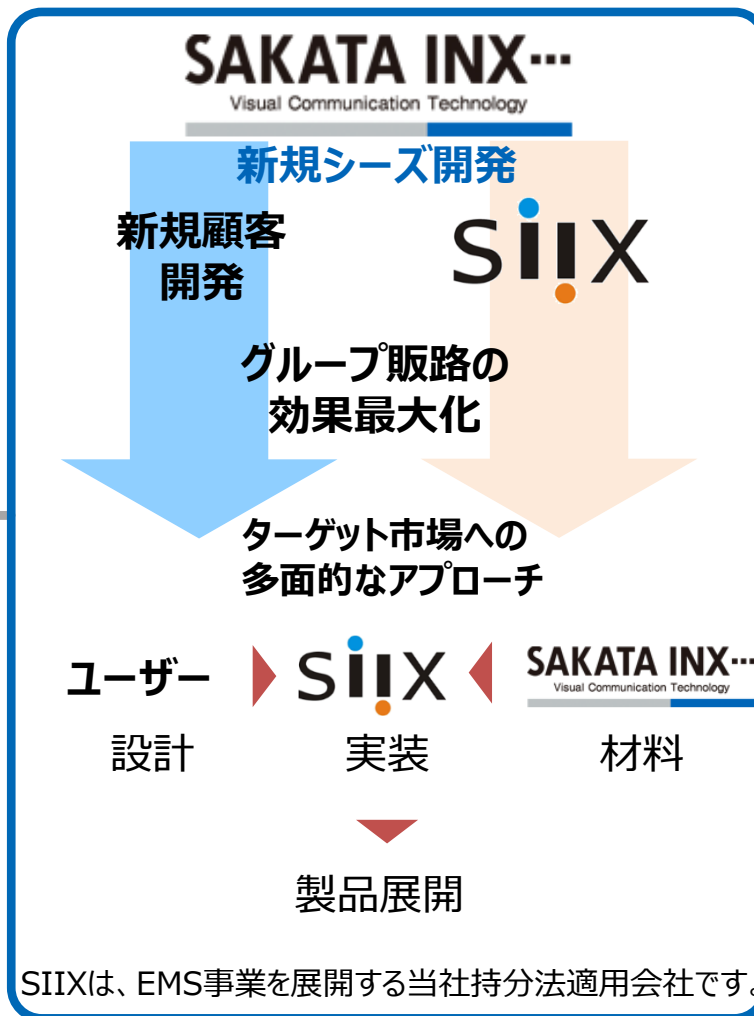 SAKATA INX…
Visual Communication Technology
新規シーズ開発
新規顧客
開発
SIIX
グループ販路の
効果最大化
ターゲット市場への
多面的なアプローチ
ユーザー
SIIX
SAKATA INX…
Visual Communication Technology
設計
実装
材料
製品展開
SIIXは、EMS事業を展開する当社持分法適用会社です。